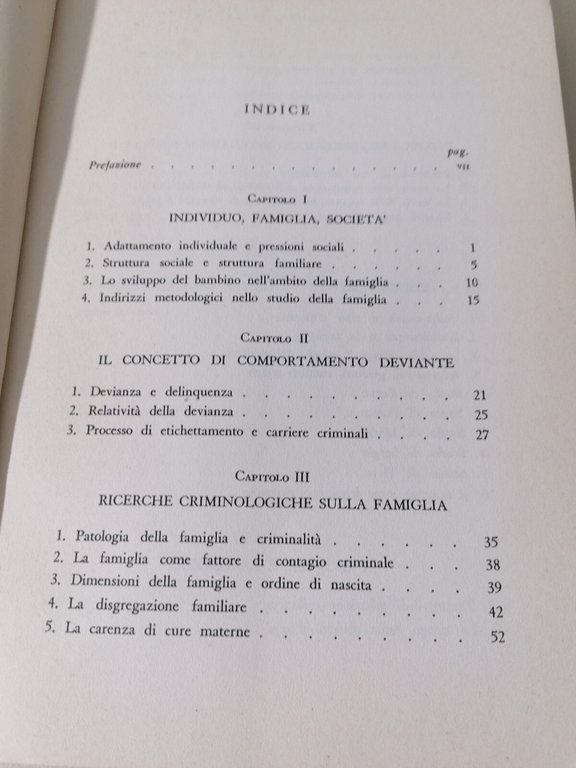 INDICE
pag.
Prefazione . . . . . . . . . . . . . . VII
Capitolo I
INDIVIDUO, FAMIGLIA, SOCIETA'
1. Adattamento individuale e pressioni sociali . . . . . 1
2. Struttura sociale e struttura familiare . . . . . . 5
3. Lo sviluppo del bambino nell'ambito della famiglia . . . 10
4. Indirizzi metodologici nello studio della famiglia . . . 15
Capitolo II
IL CONCETTO DI COMPORTAMENTO DEVIANTE
1. Devianza e delinquenza . . . . . . . . . . 21
2. Relatività della devianza . . . . . . . . . 25
3. Processo di etichettamento e carriere criminali . . . . 27
Capitolo III
RICERCHE CRIMINOLOGICHE SULLA FAMIGLIA
1. Patologia della famiglia e criminalità . . . . . . 35
2. La famiglia come fattore di contagio criminale . . . 38
3. Dimensioni della famiglia e ordine di nascita . . . . 39
4. La disgregazione familiare . . . . . . . . 42
5. La carenza di cure materne . . . . . . . . 52